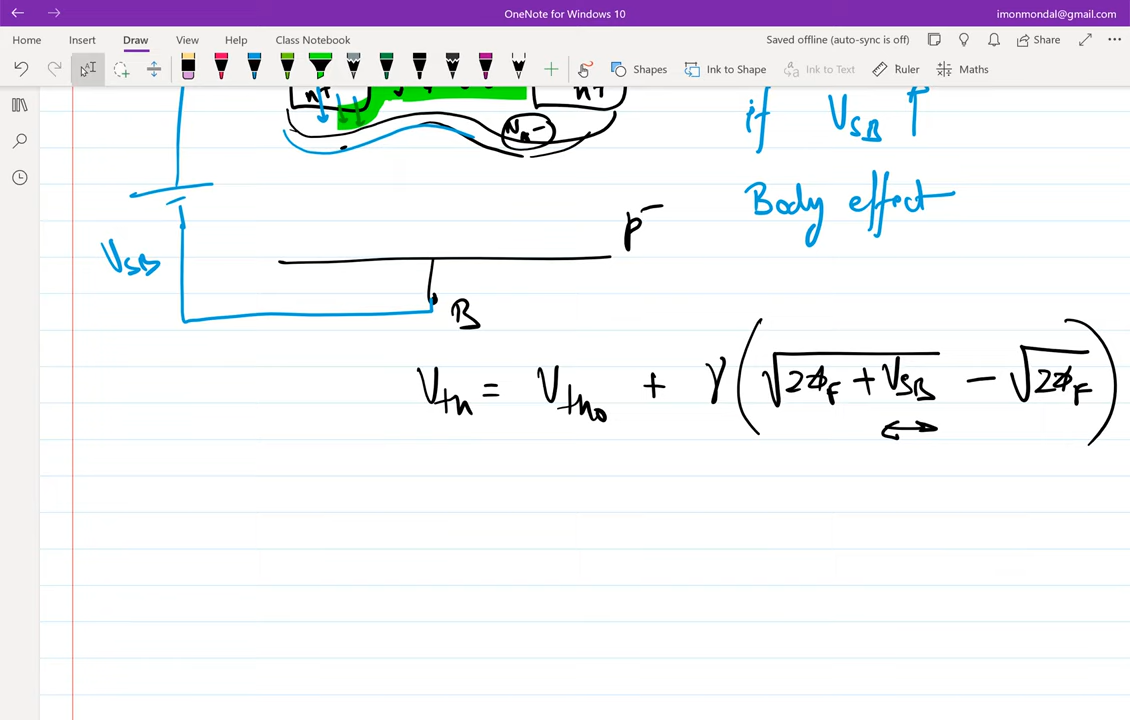 OneNote for Windows 10
imonmondal@gmail.com
Home Insert Draw View Help Class Notebook
Saved offline (auto-sync is off) Share
Shapes Ink to Shape Ink to Text Ruler Maths
n+ n+
if V_SB ↑
Body effect
p⁻
V_SB
B
V_tn = V_tn₀ + γ(√(2ϕ_F + V_SB) − √(2ϕ_F))